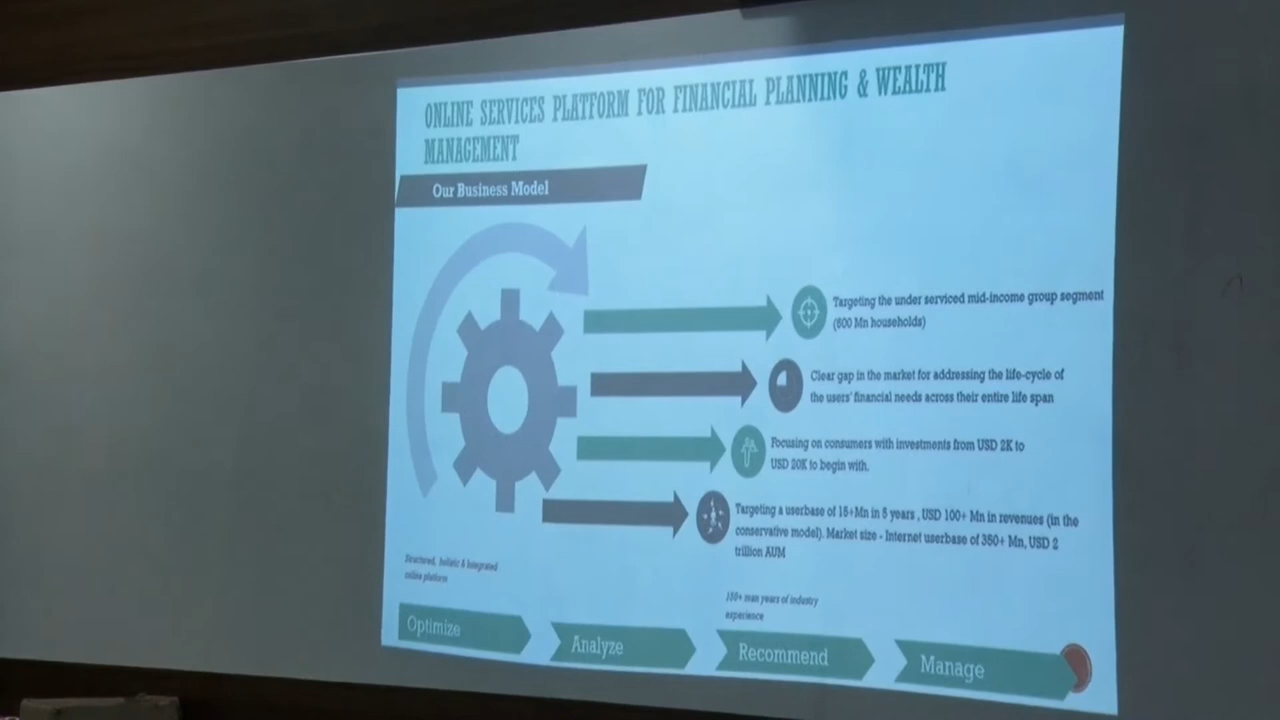 ONLINE SERVICES PLATFORM FOR FINANCIAL PLANNING & WEALTH
MANAGEMENT
Our Business Model
Targeting the under serviced mid-income group segment
(600 Mn households)
Clear gap in the market for addressing the life-cycle of
the users' financial needs across their entire life span
Focusing on consumers with investments from USD 2K to
USD 20K to begin with.
Targeting a userbase of 15+Mn in 5 years , USD 100+ Mn in revenues (in the
conservative model). Market size - Internet userbase of 350+ Mn, USD 2
trillion AUM
Structured, holistic & Integrated
online platform
man years of industry
experience
Optimize
Analyze
Recommend
Manage